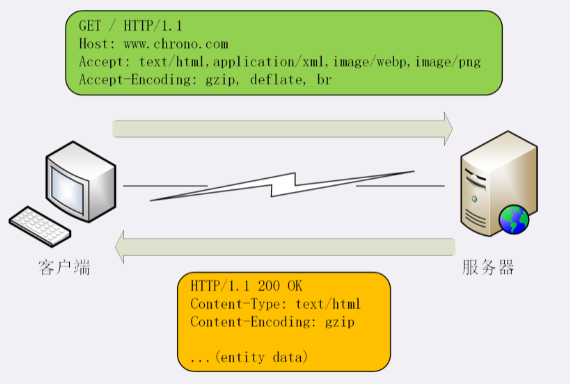 GET / HTTP/1.1
Host: www.chrono.com
Accept: text/html,application/xml,image/webp,image/png
Accept-Encoding: gzip, deflate, br
客户端
服务器
HTTP/1.1 200 OK
Content-Type: text/html
Content-Encoding: gzip
...(entity data)